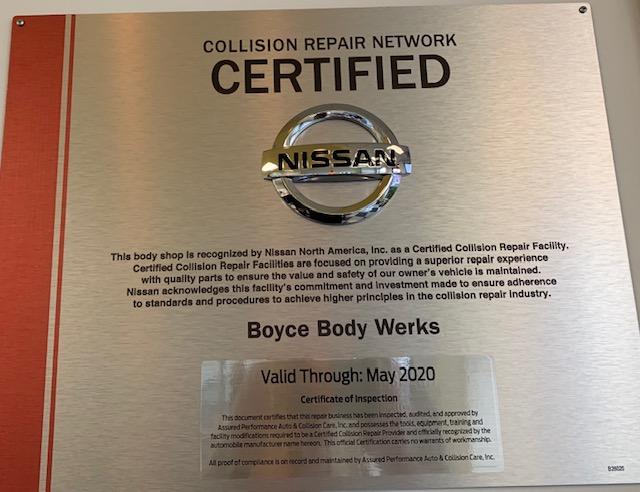 COLLISION REPAIR NETWORK
CERTIFIED
NISSAN
This body shop is recognized by Nissan North America, Inc. as a Certified Collision Repair Facility.
Certified Collision Repair Facilities are focused on providing a superior repair experience
with quality parts to ensure the value and safety of our owner's vehicle is maintained.
Nissan acknowledges this facility's commitment and investment made to ensure adherence
to standards and procedures to achieve higher principles in the collision repair industry.
Boyce Body Werks
Valid Through: May 2020
Certificate of Inspection
This document certifies that this repair business has been inspected, audited, and approved by
Assured Performance Auto & Collision Care, Inc. and possesses the tools, equipment, training and
facility modifications required to be a Certified Collision Repair Provider and officially recognized by the
automobile manufacturer name hereon. This official Certification carries no warrants of workmanship.
All proof of compliance is on record and maintained by Assured Performance Auto & Collision Care, Inc.